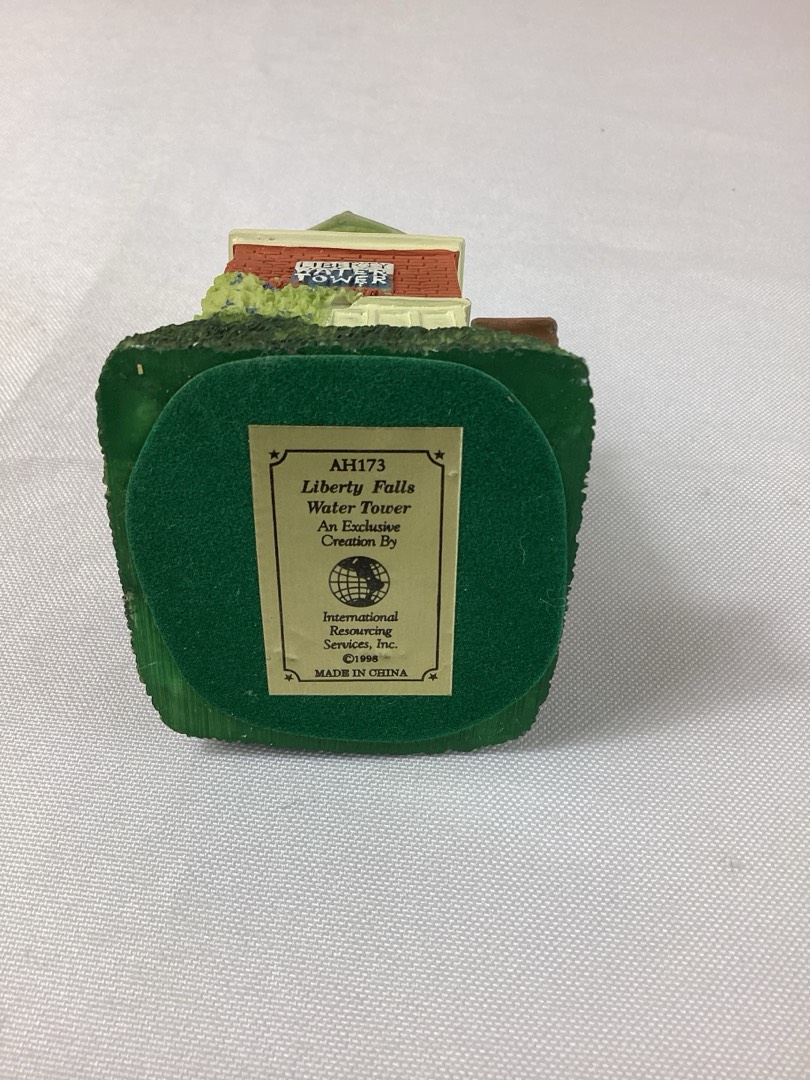 LIBERTY
WATER
TOWER
AH173
Liberty Falls
Water Tower
An Exclusive
Creation By
International
Resourcing
Services, Inc.
©1998
MADE IN CHINA